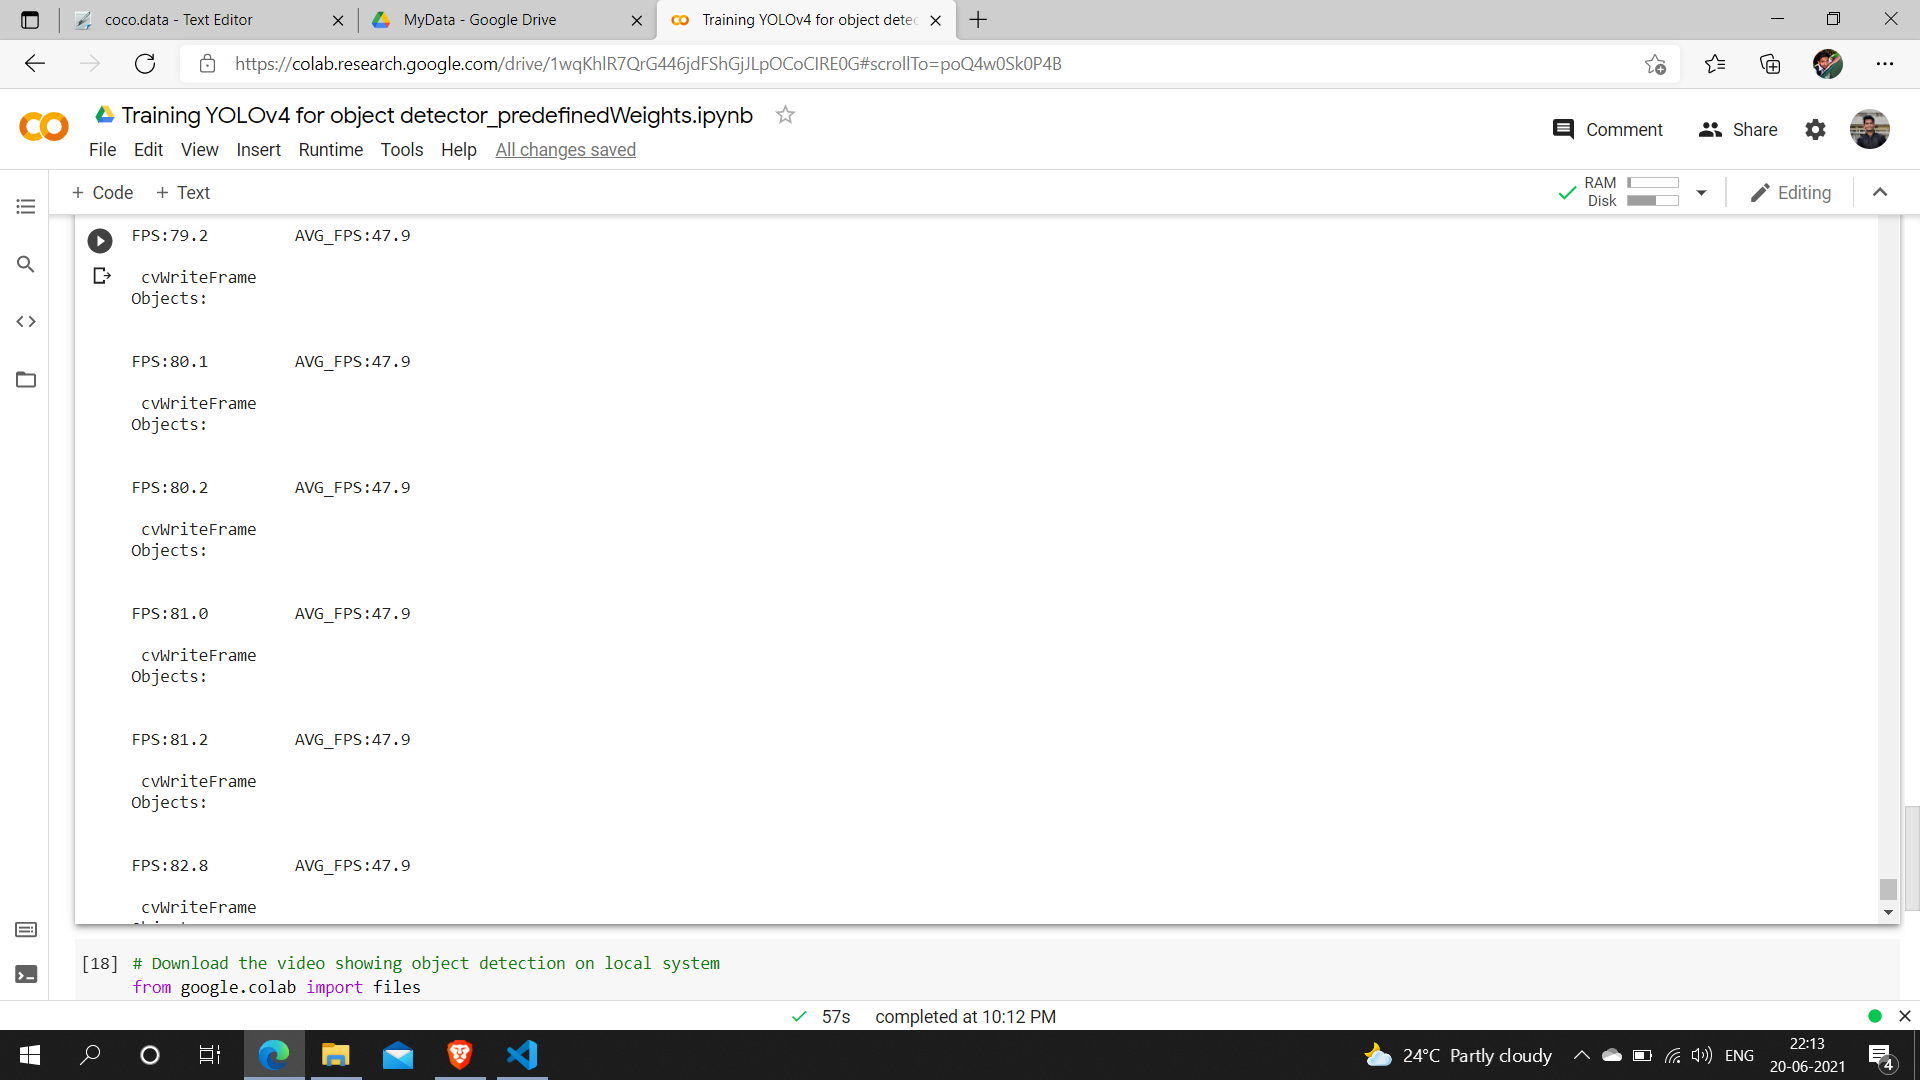 coco.data - Text Editor
MyData - Google Drive
Training YOLOv4 for object detec
https://colab.research.google.com/drive/1wqKhlR7QrG446jdFShGjJLpOCoClRE0G#scrollTo=poQ4w0Sk0P4B
Training YOLOv4 for object detector_predefinedWeights.ipynb
Comment
Share
File Edit View Insert Runtime Tools Help All changes saved
+ Code + Text
RAM
Disk
Editing
FPS:79.2 AVG_FPS:47.9
cvWriteFrame
Objects:
FPS:80.1 AVG_FPS:47.9
cvWriteFrame
Objects:
FPS:80.2 AVG_FPS:47.9
cvWriteFrame
Objects:
FPS:81.0 AVG_FPS:47.9
cvWriteFrame
Objects:
FPS:81.2 AVG_FPS:47.9
cvWriteFrame
Objects:
FPS:82.8 AVG_FPS:47.9
cvWriteFrame
[18] # Download the video showing object detection on local system
from google.colab import files
57s completed at 10:12 PM
24°C Partly cloudy
ENG
22:13
20-06-2021
4